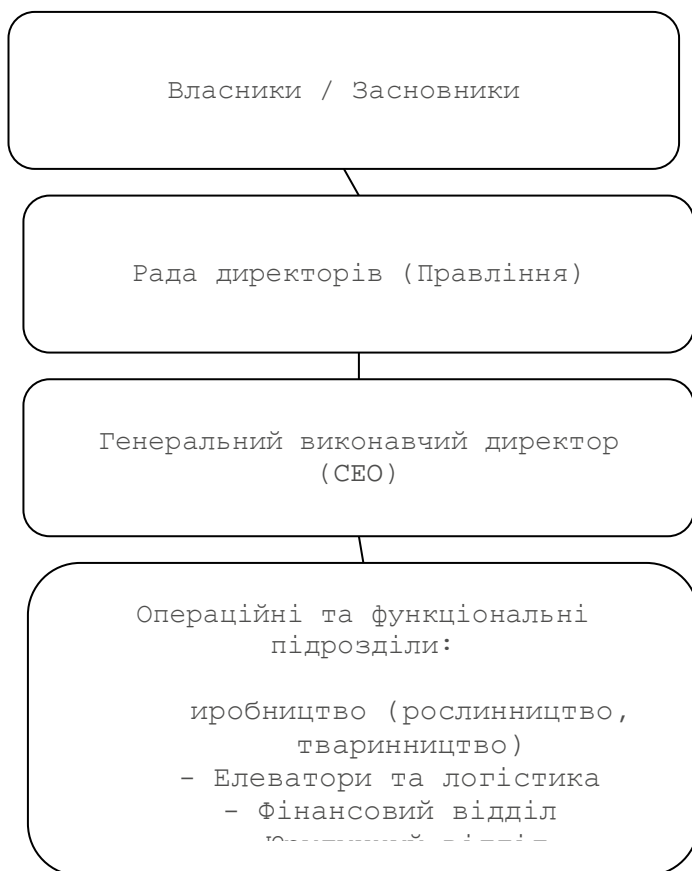 Власники / Засновники
Рада директорів (Правління)
Генеральний виконавчий директор
(CEO)
Операційні та функціональні
підрозділи:
иробництво (рослинництво,
тваринництво)
- Елеватори та логістика
- Фінансовий відділ